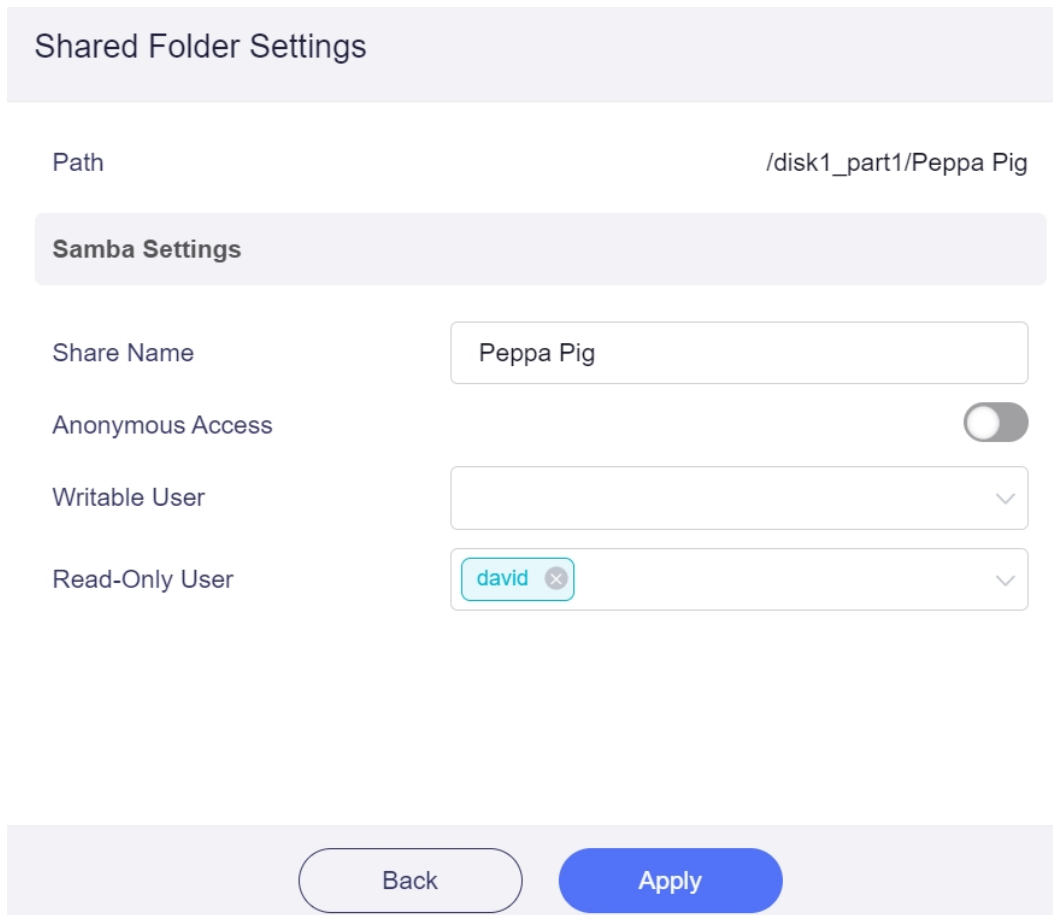 Shared Folder Settings
Path /disk1_part1/Peppa Pig
Samba Settings
Share Name Peppa Pig
Anonymous Access
Writable User
Read-Only User david
Back Apply